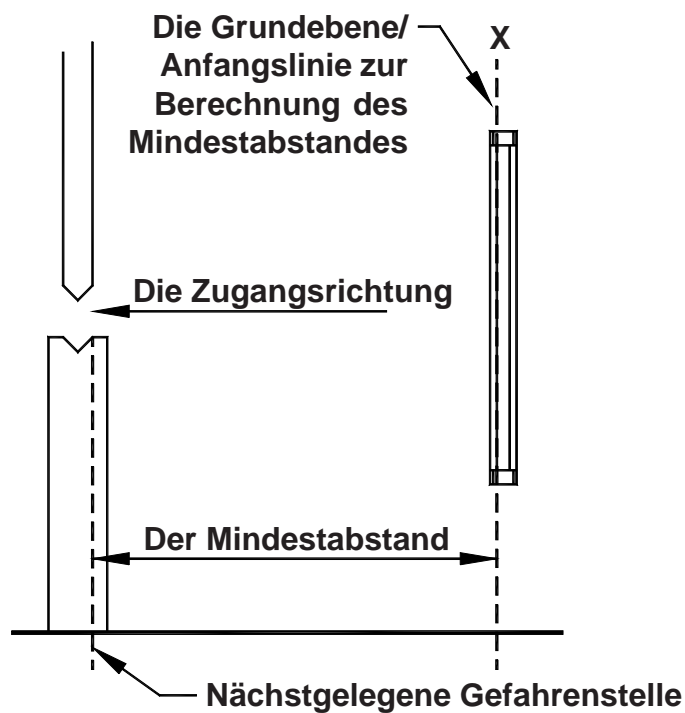 Die Grundebene/
Anfangslinie zur
Berechnung des
Mindestabstandes
X
Die Zugangsrichtung
Der Mindestabstand
Nächstgelegene Gefahrenstelle